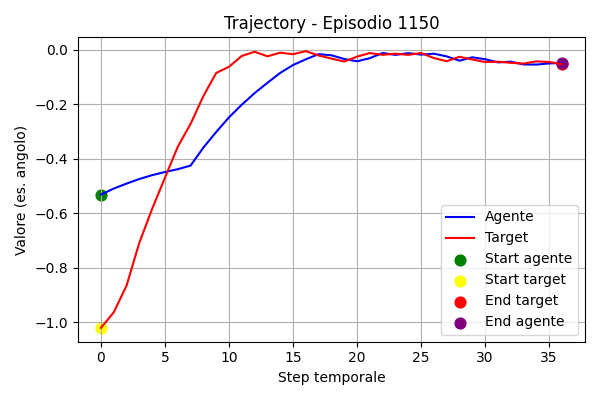 Trajectory - Episodio 1150
Valore (es. angolo)
0.0
−0.2
−0.4
−0.6
−0.8
−1.0
0 5 10 15 20 25 30 35
Step temporale
Agente
Target
Start agente
Start target
End target
End agente